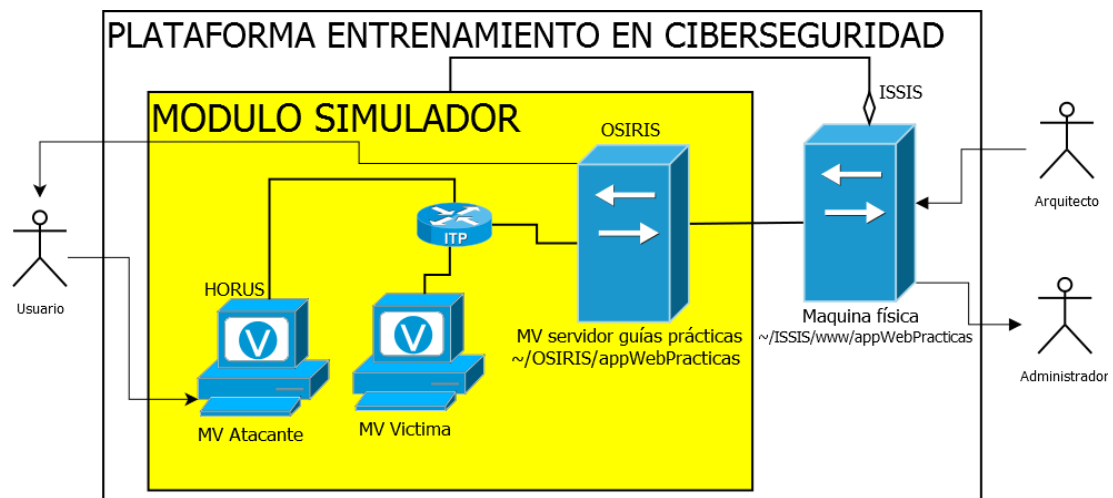 PLATAFORMA ENTRENAMIENTO EN CIBERSEGURIDAD
MODULO SIMULADOR
ISSIS
OSIRIS
Arquitecto
ITP
HORUS
V
V
Usuario
MV servidor guías prácticas
~/OSIRIS/appWebPracticas
Maquina física
~/ISSIS/www/appWebPracticas
Administrador
MV Atacante
MV Victima